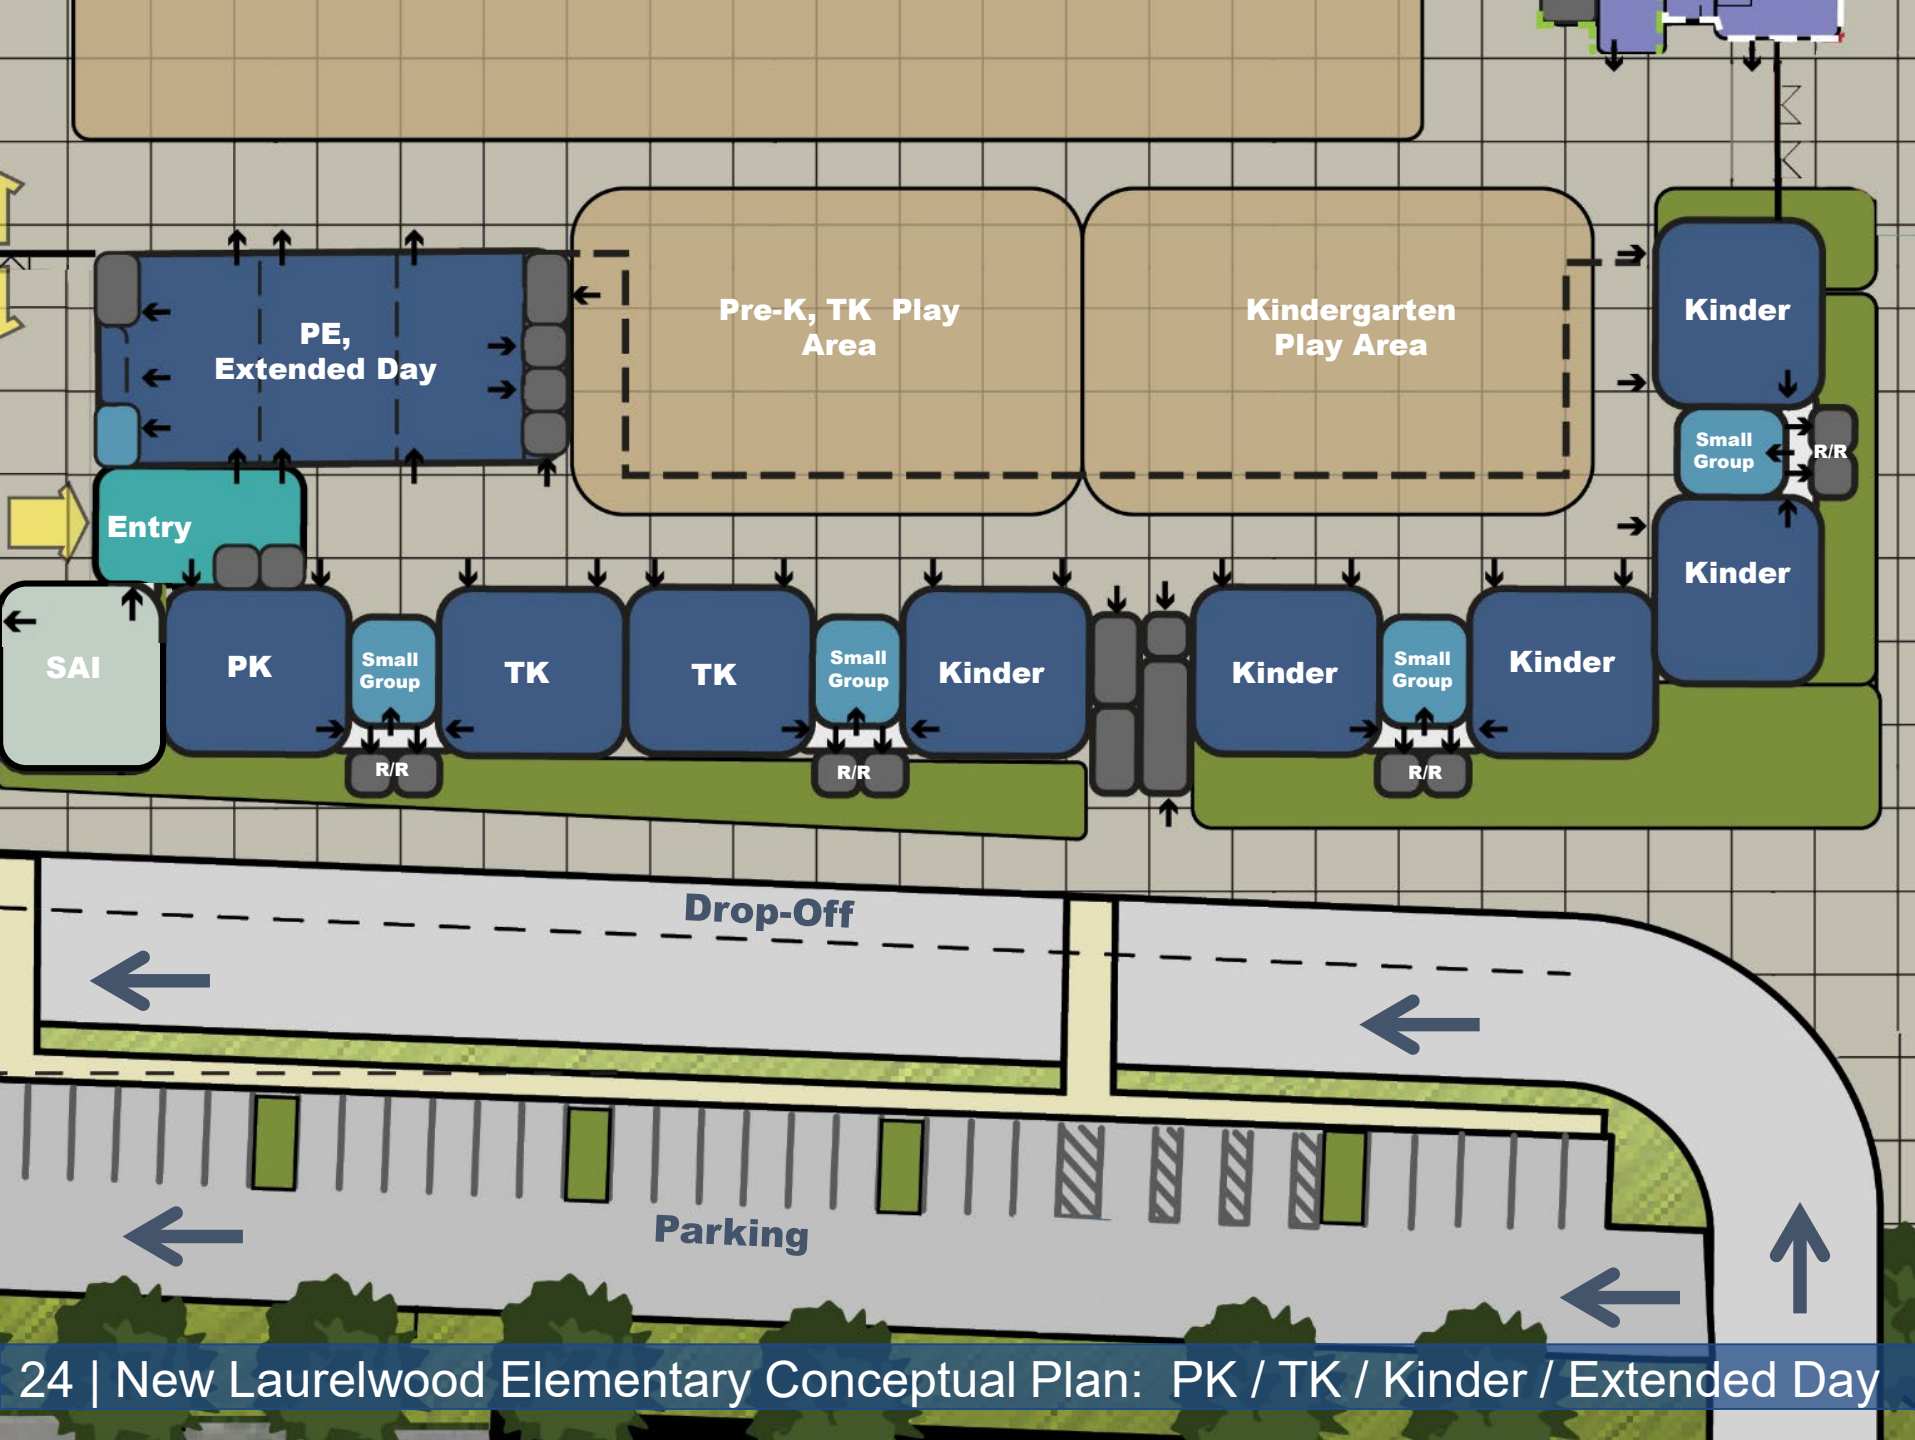 Pre-K, TK  Play
Area
Kindergarten
Play Area
Kinder
PE,
Extended Day
Small
Group
R/R
Entry
Kinder
SAI
PK
Small
Group
TK
TK
Small
Group
Kinder
Kinder
Small
Group
Kinder
R/R
R/R
R/R
Drop-Off
Parking
24 | New Laurelwood Elementary Conceptual Plan:  PK / TK / Kinder / Extended Day